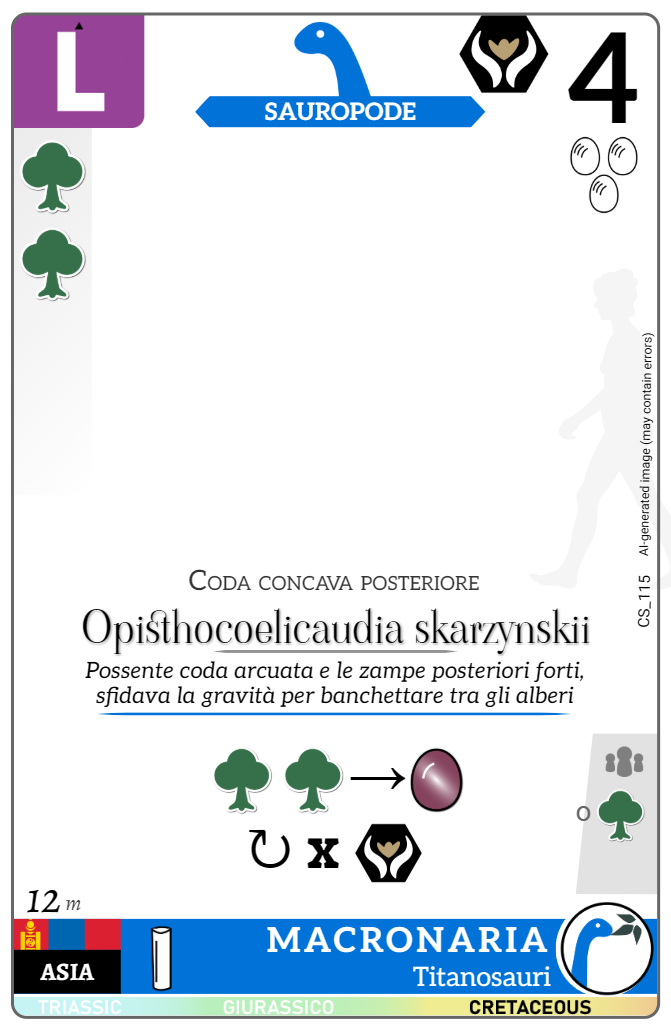 L
SAUROPODE
4
AI-generated image (may contain errors)
CS_115
Coda concava posteriore
Opisthocoelicaudia skarzynskii
Possente coda arcuata e le zampe posteriori forti,
sfidava la gravità per banchettare tra gli alberi
o
x
12 m
MACRONARIA
ASIA
Titanosauri
TRIASSIC GIURASSICO CRETACEOUS